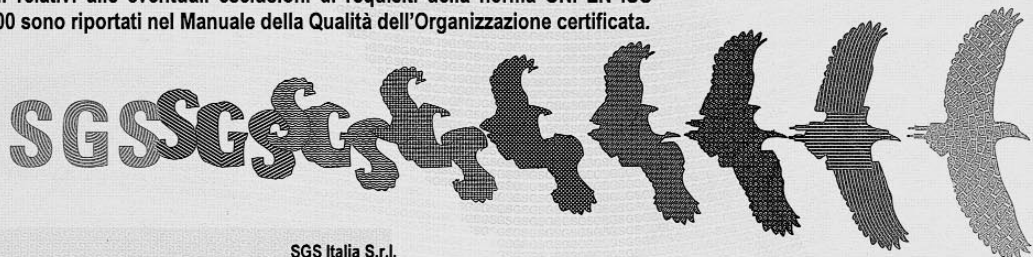 relativi alle eventuali esclusioni di requisiti della norma UNI EN ISO
00 sono riportati nel Manuale della Qualità dell'Organizzazione certificata.
SGS SGS
SGS Italia S.r.l.